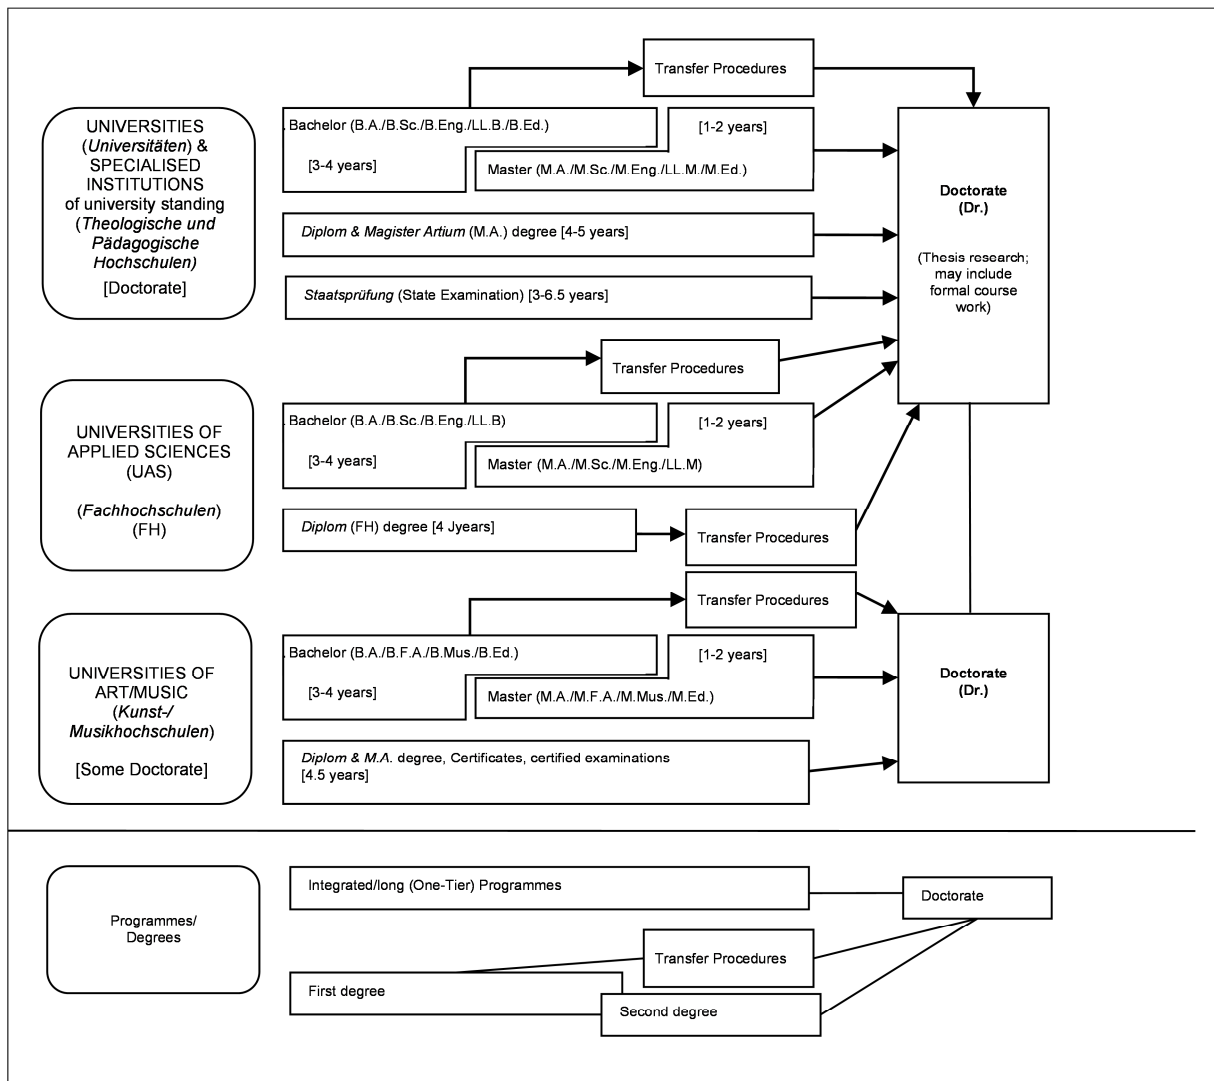 Transfer Procedures
UNIVERSITIES
(Universitäten) &
SPECIALISED
INSTITUTIONS
of university standing
(Theologische und
Pädagogische
Hochschulen)
[Doctorate]
. Bachelor (B.A./B.Sc./B.Eng./LL.B./B.Ed.)
[3-4 years]
[1-2 years]
Master (M.A./M.Sc./M.Eng./LL.M./M.Ed.)
Diplom & Magister Artium (M.A.) degree [4-5 years]
Staatsprüfung (State Examination) [3-6.5 years]
Doctorate
(Dr.)
(Thesis research;
may include
formal course
work)
Transfer Procedures
UNIVERSITIES OF
APPLIED SCIENCES
(UAS)
(Fachhochschulen)
(FH)
. Bachelor (B.A./B.Sc./B.Eng./LL.B)
[3-4 years]
[1-2 years]
Master (M.A./M.Sc./M.Eng./LL.M)
Diplom (FH) degree [4 Jyears]
Transfer Procedures
Transfer Procedures
UNIVERSITIES OF
ART/MUSIC
(Kunst-/
Musikhochschulen)
[Some Doctorate]
. Bachelor (B.A./B.F.A./B.Mus./B.Ed.)
[3-4 years]
[1-2 years]
Master (M.A./M.F.A./M.Mus./M.Ed.)
Diplom & M.A. degree, Certificates, certified examinations
[4.5 years]
Doctorate
(Dr.)
Programmes/
Degrees
Integrated/long (One-Tier) Programmes
Doctorate
Transfer Procedures
First degree
Second degree